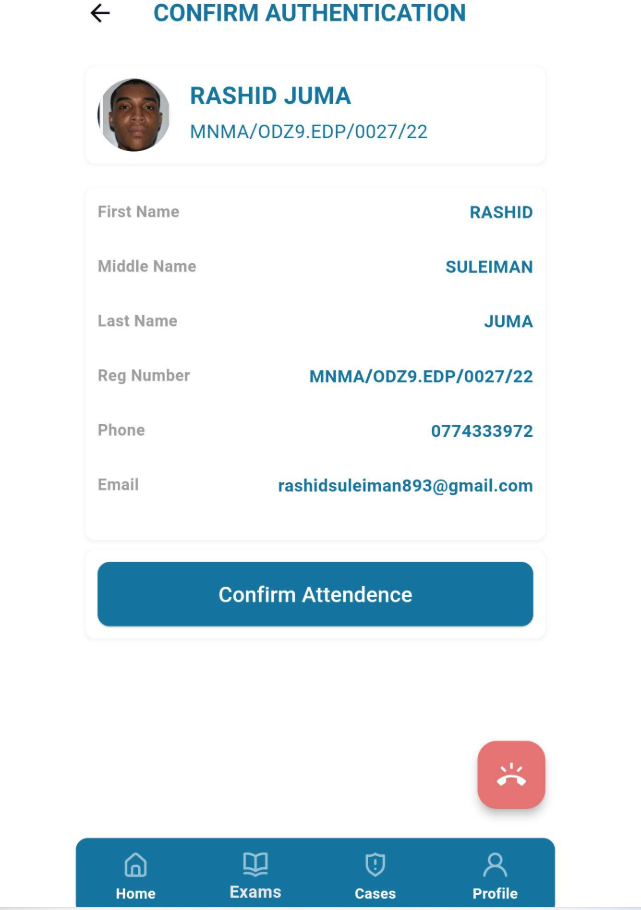 CONFIRM AUTHENTICATION
RASHID JUMA
MNMA/ODZ9.EDP/0027/22
First Name RASHID
Middle Name SULEIMAN
Last Name JUMA
Reg Number MNMA/ODZ9.EDP/0027/22
Phone 0774333972
Email rashidsuleiman893@gmail.com
Confirm Attendence
Home Exams Cases Profile